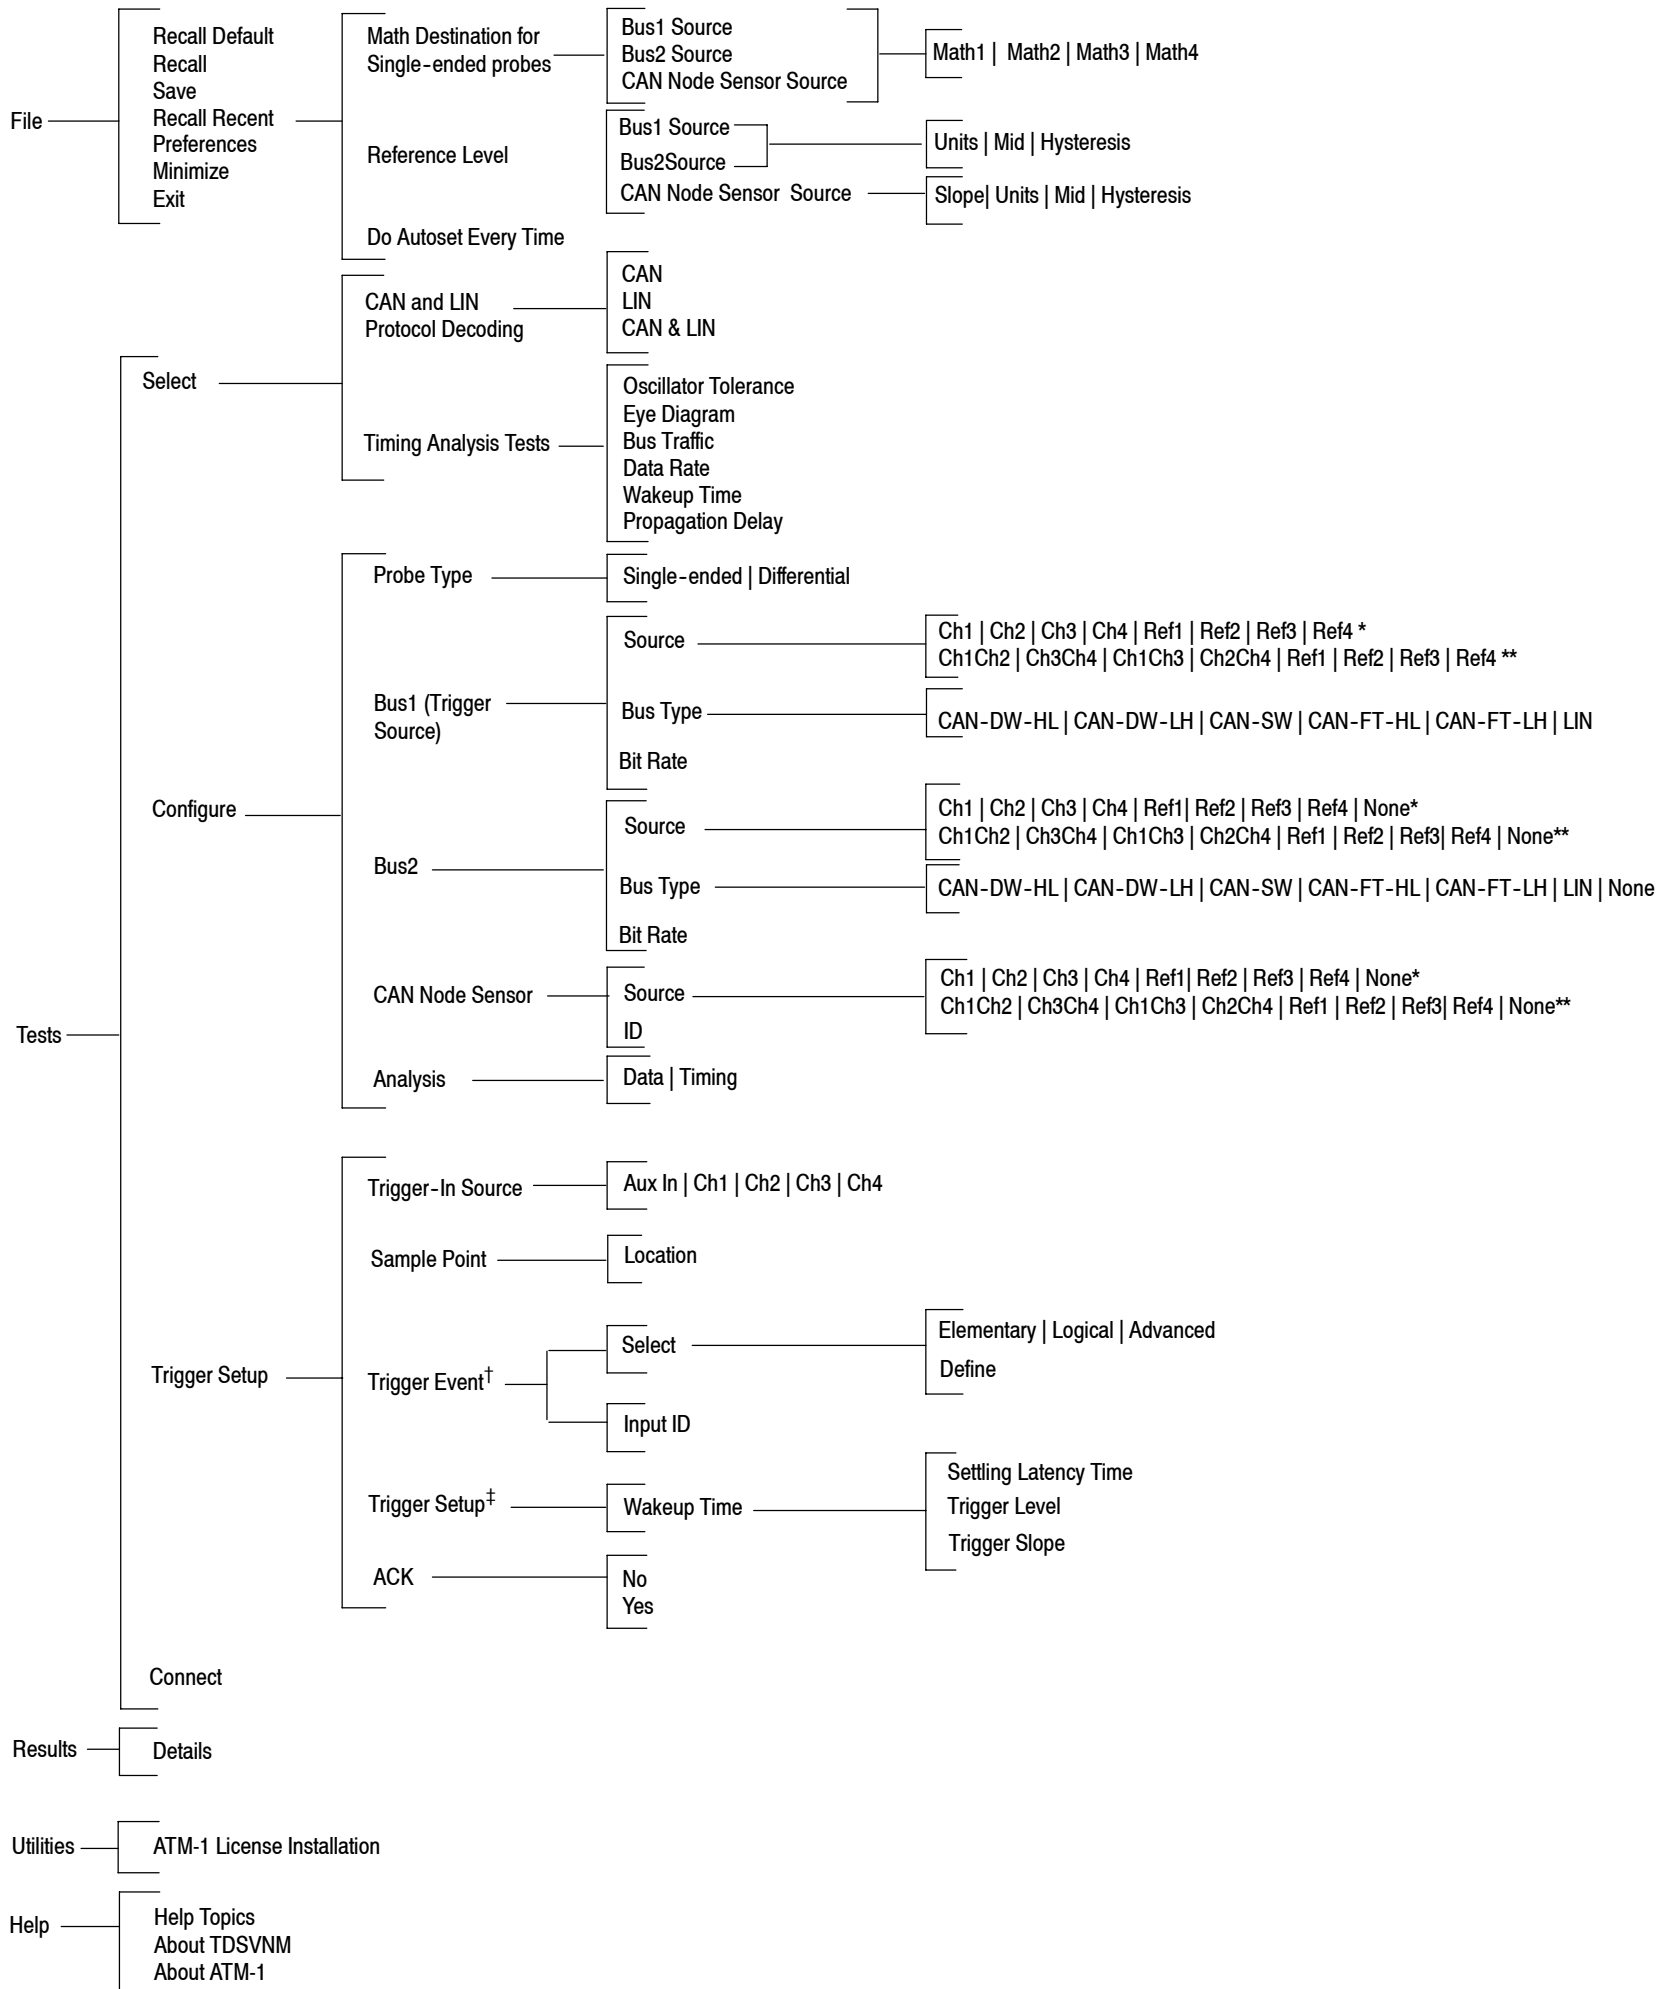 File
Recall Default
Recall
Save
Recall Recent
Preferences
Minimize
Exit
Math Destination for
Single-ended probes
Bus1 Source
Bus2 Source
CAN Node Sensor Source
Math1 | Math2 | Math3 | Math4
Reference Level
Bus1 Source
Bus2Source
Units | Mid | Hysteresis
CAN Node Sensor Source
Slope| Units | Mid | Hysteresis
Do Autoset Every Time
Tests
Select
CAN and LIN
Protocol Decoding
CAN
LIN
CAN & LIN
Timing Analysis Tests
Oscillator Tolerance
Eye Diagram
Bus Traffic
Data Rate
Wakeup Time
Propagation Delay
Configure
Probe Type
Single-ended | Differential
Bus1 (Trigger
Source)
Source
Ch1 | Ch2 | Ch3 | Ch4 | Ref1 | Ref2 | Ref3 | Ref4 *
Ch1Ch2 | Ch3Ch4 | Ch1Ch3 | Ch2Ch4 | Ref1 | Ref2 | Ref3 | Ref4 **
Bus Type
CAN-DW-HL | CAN-DW-LH | CAN-SW | CAN-FT-HL | CAN-FT-LH | LIN
Bit Rate
Bus2
Source
Ch1 | Ch2 | Ch3 | Ch4 | Ref1| Ref2 | Ref3 | Ref4 | None*
Ch1Ch2 | Ch3Ch4 | Ch1Ch3 | Ch2Ch4 | Ref1 | Ref2 | Ref3| Ref4 | None**
Bus Type
CAN-DW-HL | CAN-DW-LH | CAN-SW | CAN-FT-HL | CAN-FT-LH | LIN | None
Bit Rate
CAN Node Sensor
Source
Ch1 | Ch2 | Ch3 | Ch4 | Ref1| Ref2 | Ref3 | Ref4 | None*
Ch1Ch2 | Ch3Ch4 | Ch1Ch3 | Ch2Ch4 | Ref1 | Ref2 | Ref3| Ref4 | None**
ID
Analysis
Data | Timing
Trigger Setup
Trigger-In Source
Aux In | Ch1 | Ch2 | Ch3 | Ch4
Sample Point
Location
Trigger Event†
Select
Elementary | Logical | Advanced
Define
Input ID
Trigger Setup‡
Wakeup Time
Settling Latency Time
Trigger Level
Trigger Slope
ACK
No
Yes
Connect
Results
Details
Utilities
ATM-1 License Installation
Help
Help Topics
About TDSVNM
About ATM-1